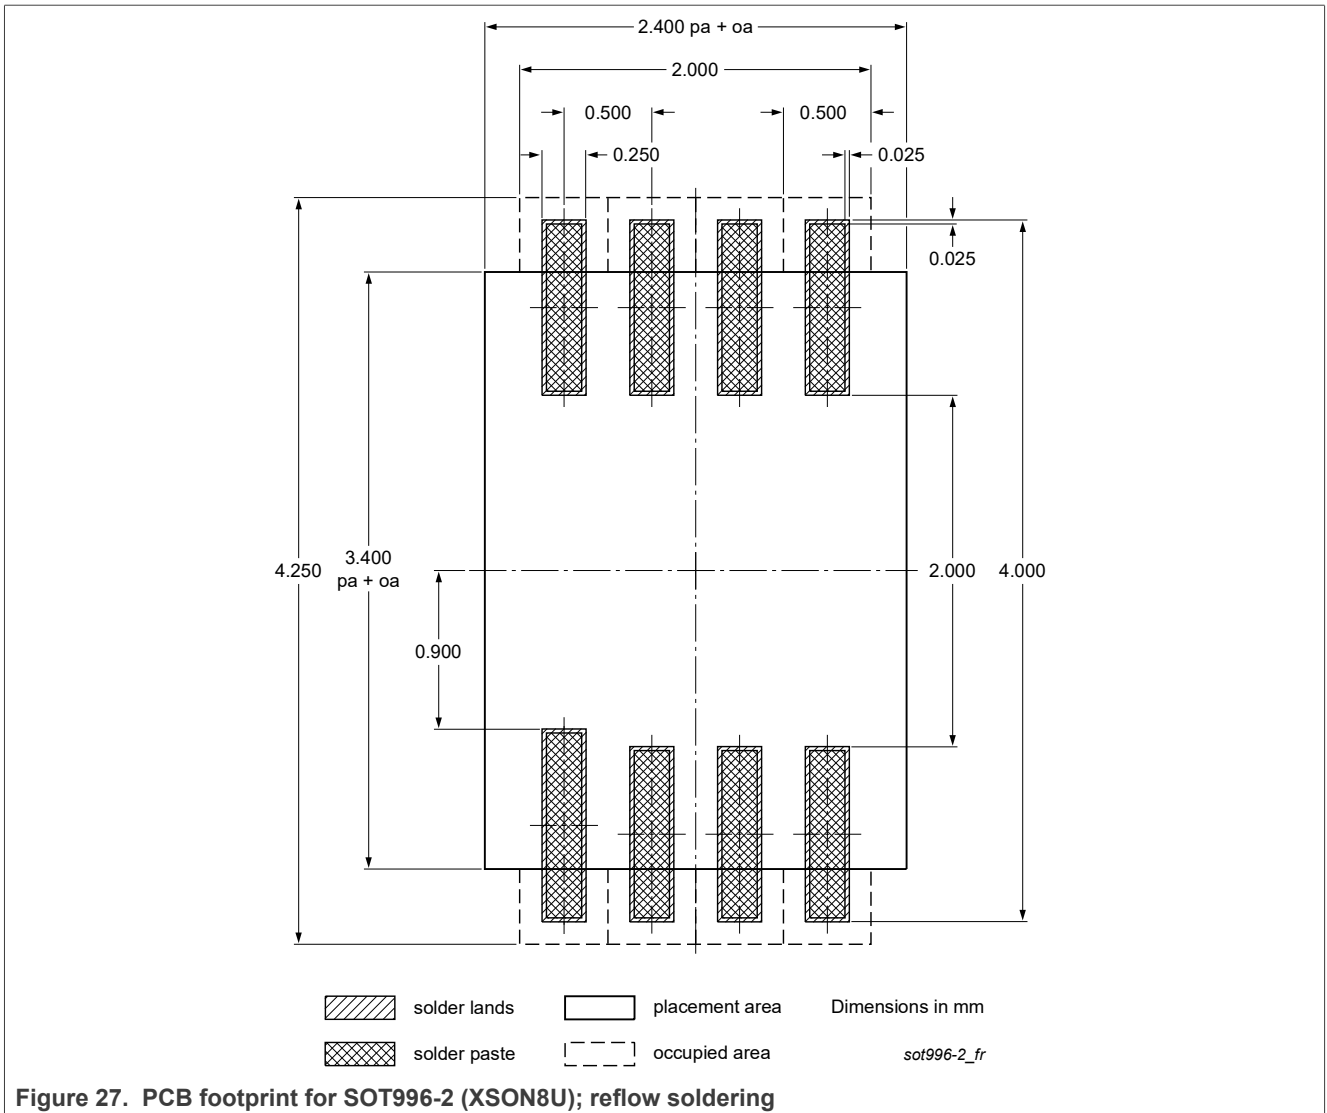 2.400 pa + oa
2.000
0.500
0.500
0.250
0.025
0.025
4.250
3.400
pa + oa
2.000
4.000
0.900
solder lands
placement area
Dimensions in mm
solder paste
occupied area
sot996-2_fr
Figure 27. PCB footprint for SOT996-2 (XSON8U); reflow soldering